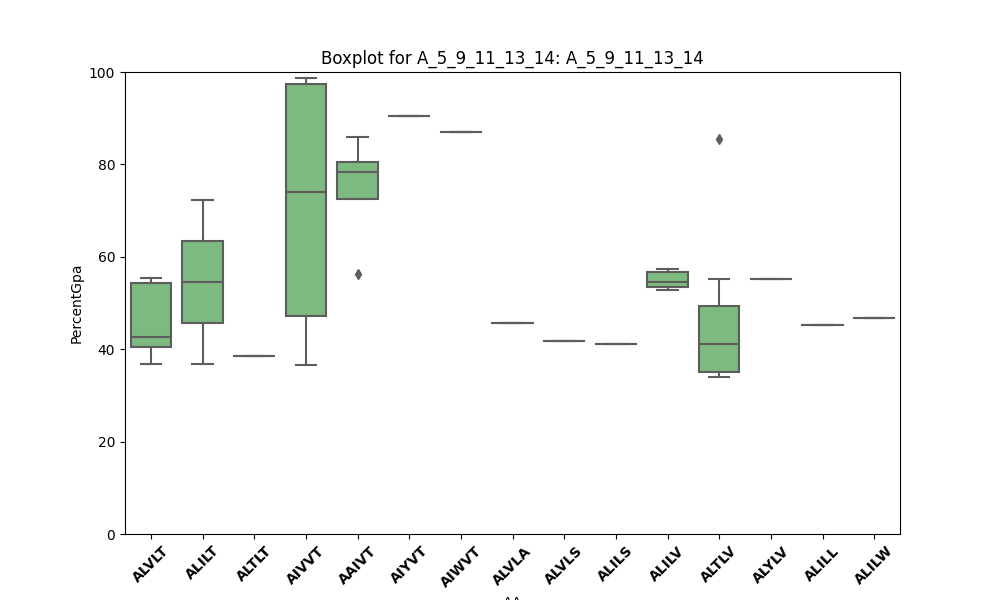 Boxplot for A_5_9_11_13_14: A_5_9_11_13_14
100
80
60
40
20
0
PercentGpa
ALVLT ALILT ALTLT AIVVT AAIVT AIYVT AIWVT ALVLA ALVLS ALILS ALILV ALTLV ALYLV ALILL ALILW